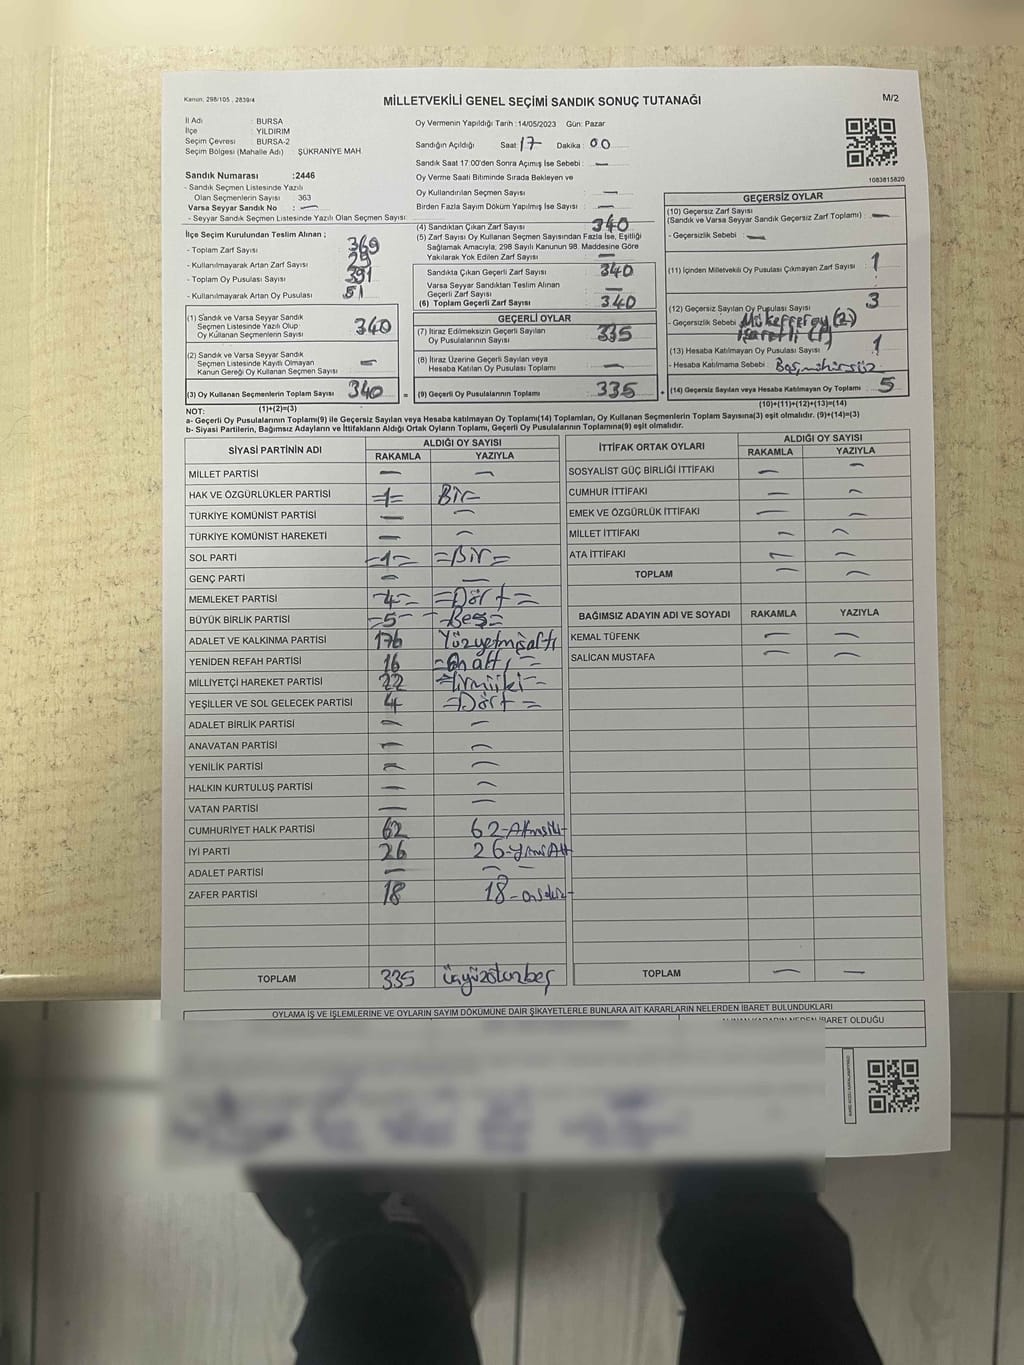 Kanun; 298/105 , 2839/4
MİLLETVEKİLİ GENEL SEÇİMİ SANDIK SONUÇ TUTANAĞI
M/2
İl Adı : BURSA
İlçe : YILDIRIM
Seçim Çevresi : BURSA-2
Seçim Bölgesi (Mahalle Adı) : ŞÜKRANİYE MAH.
Sandık Numarası :2446
- Sandık Seçmen Listesinde Yazılı
Olan Seçmenlerin Sayısı : 363
Varsa Seyyar Sandık No : —
- Seyyar Sandık Seçmen Listesinde Yazılı Olan Seçmen Sayısı
Oy Vermenin Yapıldığı Tarih : 14/05/2023 Gün: Pazar
Sandığın Açıldığı Saat: 17 Dakika : 00
Sandık Saat 17:00'den Sonra Açımış İse Sebebi : —
Oy Verme Saati Bitiminde Sırada Bekleyen ve
Oy Kullandırılan Seçmen Sayısı —
Birden Fazla Sayım Döküm Yapılmış İse Sayısı —
1083815820
İlçe Seçim Kurulundan Teslim Alınan ;
- Toplam Zarf Sayısı 369
- Kullanılmayarak Artan Zarf Sayısı 29
- Toplam Oy Pusulası Sayısı 391
- Kullanılmayarak Artan Oy Pusulası 51
(1) Sandık ve Varsa Seyyar Sandık
Seçmen Listesinde Yazılı Olup
Oy Kullanan Seçmenlerin Sayısı 340
(2) Sandık ve Varsa Seyyar Sandık
Seçmen Listesinde Kayıtlı Olmayan
Kanun Gereği Oy Kullanan Seçmen Sayısı —
(3) Oy Kullanan Seçmenlerin Toplam Sayısı 340
(1)+(2)=(3)
(4) Sandıktan Çıkan Zarf Sayısı 340
(5) Zarf Sayısı Oy Kullanan Seçmen Sayısından Fazla İse, Eşitliği
Sağlamak Amacıyla, 298 Sayılı Kanunun 98. Maddesine Göre
Yakılarak Yok Edilen Zarf Sayısı —
Sandıkta Çıkan Geçerli Zarf Sayısı 340
Varsa Seyyar Sandıktan Teslim Alınan
Geçerli Zarf Sayısı —
(6) Toplam Geçerli Zarf Sayısı 340
GEÇERLİ OYLAR
(7) İtiraz Edilmeksizin Geçerli Sayılan
Oy Pusulalarının Sayısı 335
(8) İtiraz Üzerine Geçerli Sayılan veya
Hesaba Katılan Oy Pusulası Toplamı —
(9) Geçerli Oy Pusulalarının Toplamı 335
GEÇERSİZ OYLAR
(10) Geçersiz Zarf Sayısı
(Sandık ve Varsa Seyyar Sandık Geçersiz Zarf Toplamı) —
- Geçersizlik Sebebi : —
(11) İçinden Milletvekili Oy Pusulası Çıkmayan Zarf Sayısı 1
(12) Geçersiz Sayılan Oy Pusulası Sayısı 3
- Geçersizlik Sebebi (2)
İşaretli (1)
(13) Hesaba Katılmayan Oy Pusulası Sayısı 1
- Hesaba Katılmama Sebebi :
(14) Geçersiz Sayılan veya Hesaba Katılmayan Oy Toplamı 5
(10)+(11)+(12)+(13)=(14)
NOT:
a- Geçerli Oy Pusulalarının Toplamı(9) ile Geçersiz Sayılan veya Hesaba katılmayan Oy Toplamı(14) Toplamları, Oy Kullanan Seçmenlerin Toplam Sayısına(3) eşit olmalıdır. (9)+(14)=(3)
b- Siyasi Partilerin, Bağımsız Adayların ve İttifakların Aldığı Ortak Oyların Toplamı, Geçerli Oy Pusulalarının Toplamına(9) eşit olmalıdır.
SİYASİ PARTİNİN ADI ALDIĞI OY SAYISI
RAKAMLA YAZIYLA
MİLLET PARTİSİ — —
HAK VE ÖZGÜRLÜKLER PARTİSİ =1= Bir=
TÜRKİYE KOMÜNİST PARTİSİ — —
TÜRKİYE KOMÜNİST HAREKETİ — —
SOL PARTİ =1= =Bir=
GENÇ PARTİ — —
MEMLEKET PARTİSİ =4= =Dört=
BÜYÜK BİRLİK PARTİSİ =5= =Beş=
ADALET VE KALKINMA PARTİSİ 176 Yüzyetmişaltı
YENİDEN REFAH PARTİSİ 16 =Onaltı=
MİLLİYETÇİ HAREKET PARTİSİ 22 =Yirmiiki=
YEŞİLLER VE SOL GELECEK PARTİSİ 4 =Dört=
ADALET BİRLİK PARTİSİ — —
ANAVATAN PARTİSİ — —
YENİLİK PARTİSİ — —
HALKIN KURTULUŞ PARTİSİ — —
VATAN PARTİSİ — —
CUMHURİYET HALK PARTİSİ 62 62-
İYİ PARTİ 26 26-
ADALET PARTİSİ — —
ZAFER PARTİSİ 18 18-
TOPLAM 335 üçyüzotuzbeş
İTTİFAK ORTAK OYLARI ALDIĞI OY SAYISI
RAKAMLA YAZIYLA
SOSYALİST GÜÇ BİRLİĞİ İTTİFAKI — —
CUMHUR İTTİFAKI — —
EMEK VE ÖZGÜRLÜK İTTİFAKI — —
MİLLET İTTİFAKI — —
ATA İTTİFAKI — —
TOPLAM — —
BAĞIMSIZ ADAYIN ADI VE SOYADI RAKAMLA YAZIYLA
KEMAL TÜFENK — —
SALİCAN MUSTAFA — —
TOPLAM — —
OYLAMA İŞ VE İŞLEMLERİNE VE OYLARIN SAYIM DÖKÜMÜNE DAİR ŞİKAYETLERLE BUNLARA AİT KARARLARIN NELERDEN İBARET BULUNDUKLARI
ALINAN KARARIN NEDEN İBARET OLDUĞU